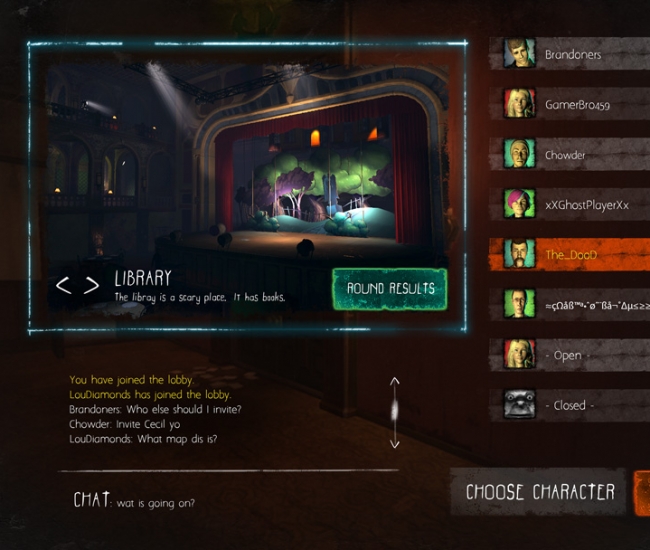 Brandoners
GamerBro459
Chowder
xXGhostPlayerXx
The_DaaD
- Open -
- Closed -
< > LIBRARY
The libray is a scary place. It has books.
ROUND RESULTS
You have joined the lobby.
LouDiamonds has joined the lobby.
Brandoners: Who else should I invite?
Chowder: Invite Cecil yo
LouDiamonds: What map dis is?
CHAT: wat is going on?
CHOOSE CHARACTER